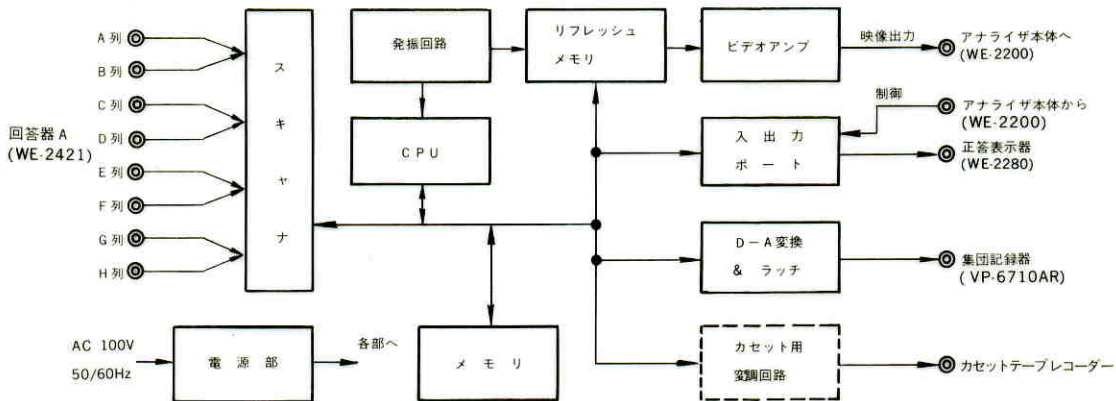 A列
B列
C列
D列
E列
F列
G列
H列
回答器A
(WE-2421)
スキャナ
発振回路
CPU
リフレッシュ
メモリ
ビデオアンプ
映像出力
アナライザ本体へ
(WE-2200)
制御
アナライザ本体から
(WE-2200)
入出力
ポート
正答表示器
(WE-2280)
D-A変換
& ラッチ
集団記録器
(VP-6710AR)
カセット用
変調回路
カセットテープレコーダー
メモリ
AC 100V
50/60Hz
電源部
各部へ